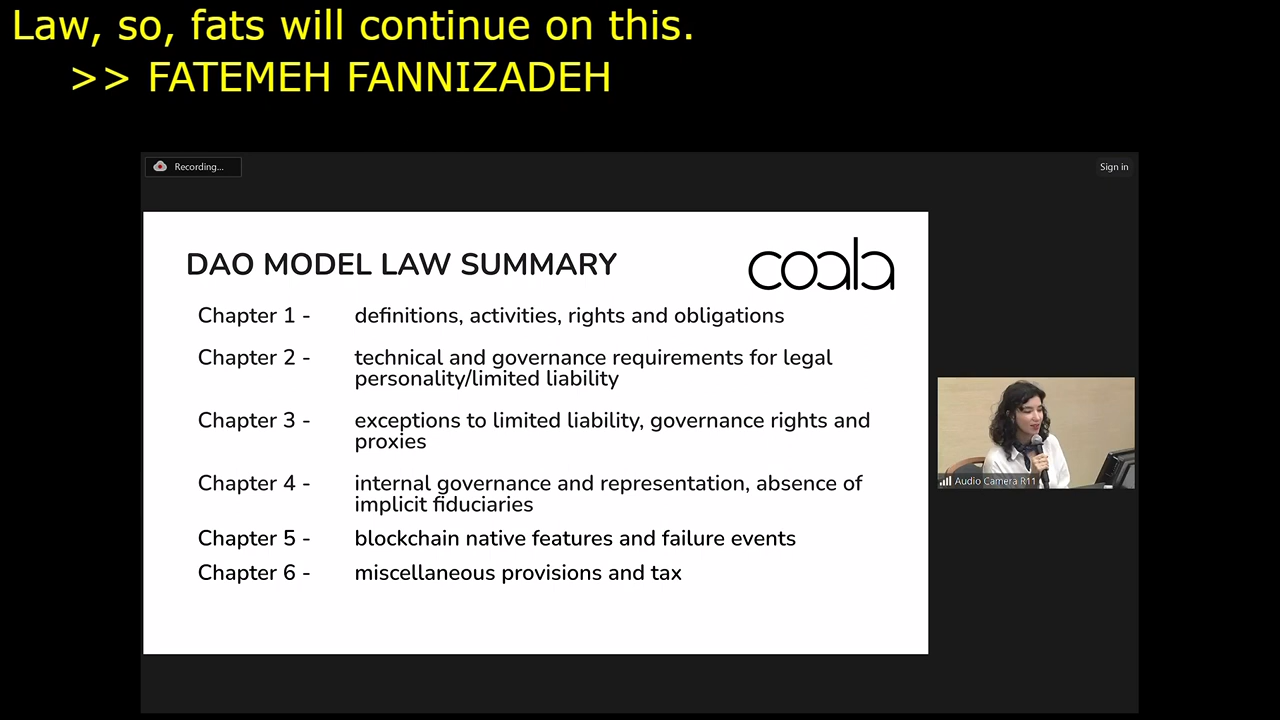 Law, so, fats will continue on this.
>> FATEMEH FANNIZADEH
Recording...
Sign in
DAO MODEL LAW SUMMARY
coala
Chapter 1 - definitions, activities, rights and obligations
Chapter 2 - technical and governance requirements for legal
personality/limited liability
Chapter 3 - exceptions to limited liability, governance rights and
proxies
Chapter 4 - internal governance and representation, absence of
implicit fiduciaries
Chapter 5 - blockchain native features and failure events
Chapter 6 - miscellaneous provisions and tax
Audio Camera R11